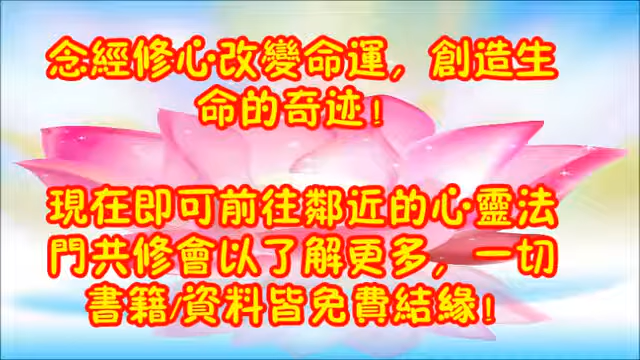 念經修心改變命運，創造生
命的奇迹！
現在即可前往鄰近的心靈法
門共修會以了解更多，一切
書籍/資料皆免費結緣！